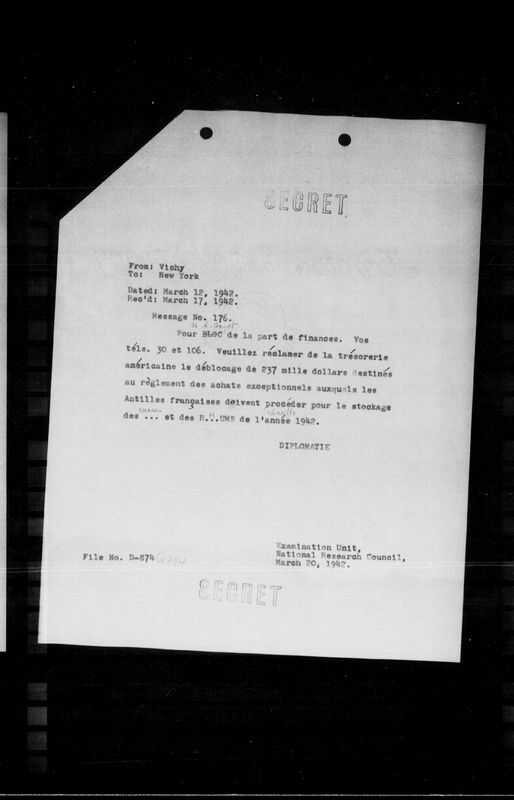 SECRET
From: Vichy
To: New York
Dated: March 12, 1942.
Rec'd: March 17, 1942.
Message No. 176.
Pour BLOC de la part de finances. Vos
téls. 30 et 106. Veuillez réclamer de la trésorerie
américaine le déblocage de 237 mille dollars destinés
au règlement des achats exceptionnels auxquels les
Antilles françaises doivent procéder pour le stockage
sucres
des ... et des R...UMS de l'année 1942.
DIPLOMATIE
Examination Unit,
File No. D-874
National Research Council,
March 20, 1942.
SECRET